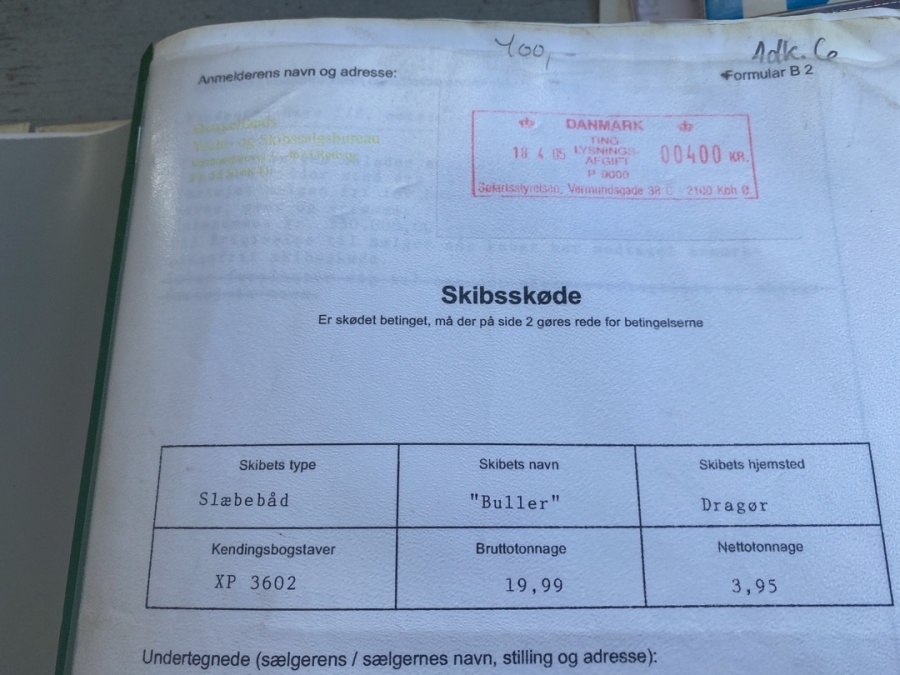 400,-
Adk. Co
Anmelderens navn og adresse:
Formular B 2
DANMARK
TING-
18 4 05 LYSNINGS- 00400 KR.
AFGIFT
P 9000
Søfartsstyrelsen, Vermundsgade 38 C - 2100 Kbh Ø.
Skibssalgsbureau
Skibsskøde
Er skødet betinget, må der på side 2 gøres rede for betingelserne
Skibets type
Skibets navn
Skibets hjemsted
Slæbebåd
"Buller"
Dragør
Kendingsbogstaver
Bruttotonnage
Nettotonnage
XP 3602
19,99
3,95
Undertegnede (sælgerens / sælgernes navn, stilling og adresse):